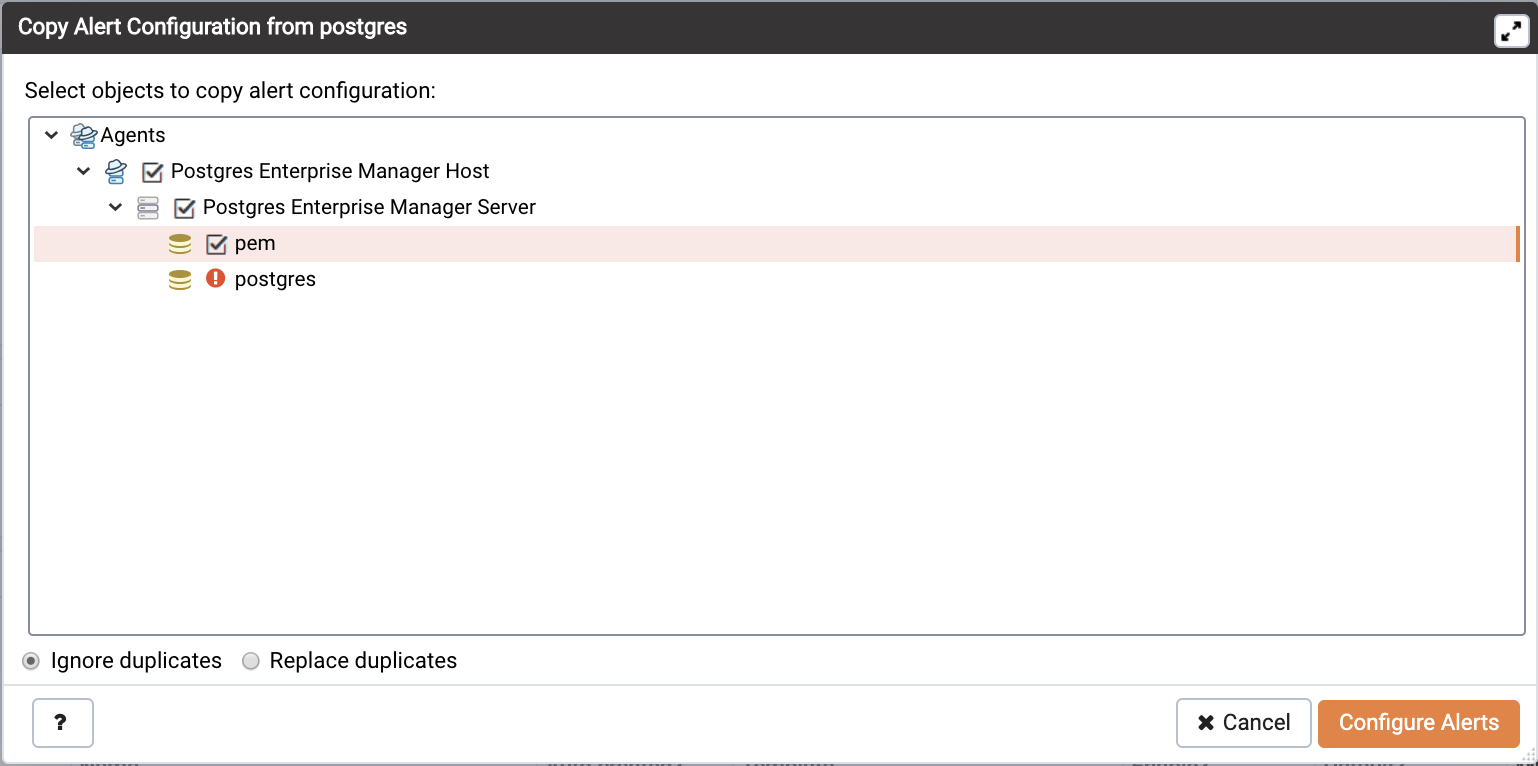 Copy Alert Configuration from postgres
Select objects to copy alert configuration:
Agents
Postgres Enterprise Manager Host
Postgres Enterprise Manager Server
pem
postgres
Ignore duplicates Replace duplicates
? Cancel Configure Alerts